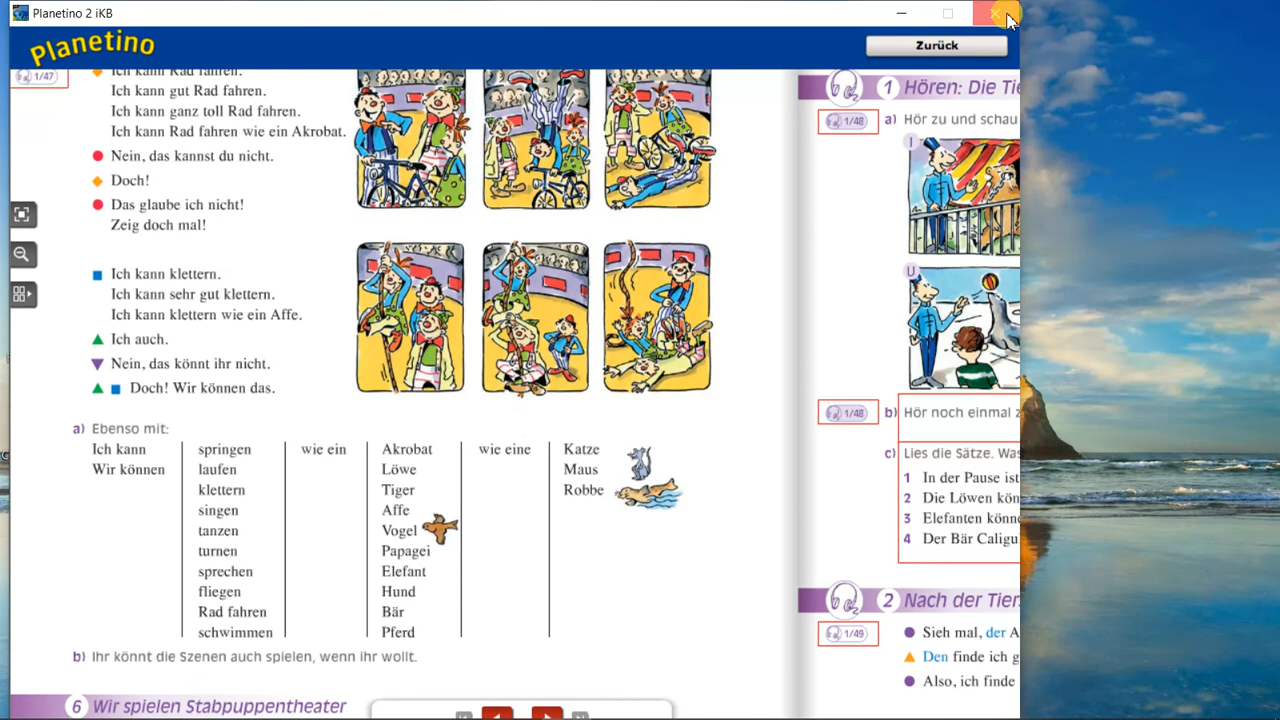 Planetino 2 iKB
Planetino
Zurück
1/47
Ich kann Rad fahren.
Ich kann gut Rad fahren.
Ich kann ganz toll Rad fahren.
Ich kann Rad fahren wie ein Akrobat.
Nein, das kannst du nicht.
Doch!
Das glaube ich nicht!
Zeig doch mal!
Ich kann klettern.
Ich kann sehr gut klettern.
Ich kann klettern wie ein Affe.
Ich auch.
Nein, das könnt ihr nicht.
Doch! Wir können das.
a) Ebenso mit:
Ich kann
Wir können
springen
laufen
klettern
singen
tanzen
turnen
sprechen
fliegen
Rad fahren
schwimmen
wie ein
Akrobat
Löwe
Tiger
Affe
Vogel
Papagei
Elefant
Hund
Bär
Pferd
wie eine
Katze
Maus
Robbe
b) Ihr könnt die Szenen auch spielen, wenn ihr wollt.
6 Wir spielen Stabpuppentheater
1 Hören: Die Tie
1/48
a) Hör zu und schau
I
U
1/48
b) Hör noch einmal z
c) Lies die Sätze. Was
1 In der Pause ist
2 Die Löwen kön
3 Elefanten könne
4 Der Bär Caligu
2 Nach der Tier
1/49
Sieh mal, der A
Den finde ich g
Also, ich finde